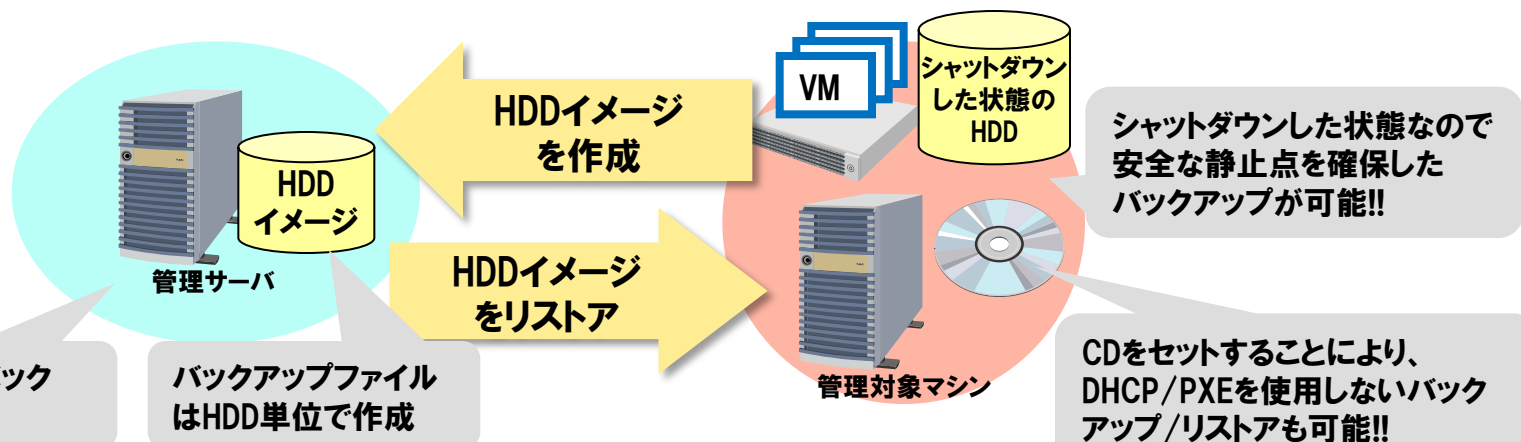 HDDイメージ
を作成
VM
シャットダウン
した状態の
HDD
シャットダウンした状態なので
安全な静止点を確保した
バックアップが可能!!
HDD
イメージ
管理サーバ
HDDイメージ
をリストア
管理対象マシン
ック
バックアップファイル
はHDD単位で作成
CDをセットすることにより、
DHCP/PXEを使用しないバック
アップ/リストアも可能!!